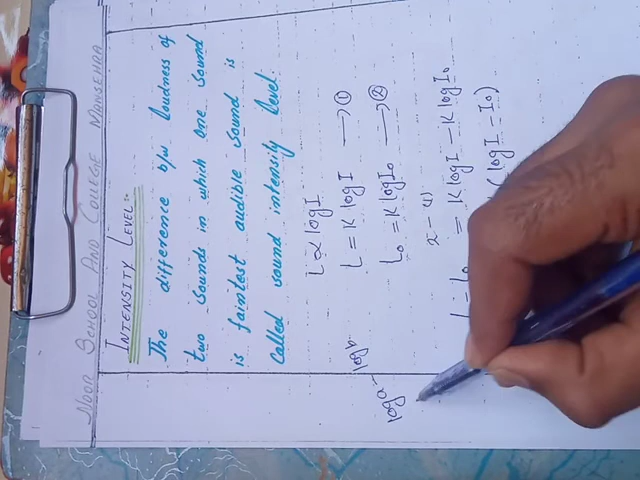 NOOR SCHOOL AND COLLEGE MANSEHRA
INTENSITY LEVEL:
The difference b/w loudness of
two sounds in which one sound
is faintest audible sound is
called sound intensity level
L ∝ log I
L = K log I → ①
L₀ = K log I₀ → ②
L - L₀ = K log I - K log I₀
( log I - I₀)
log a - log b